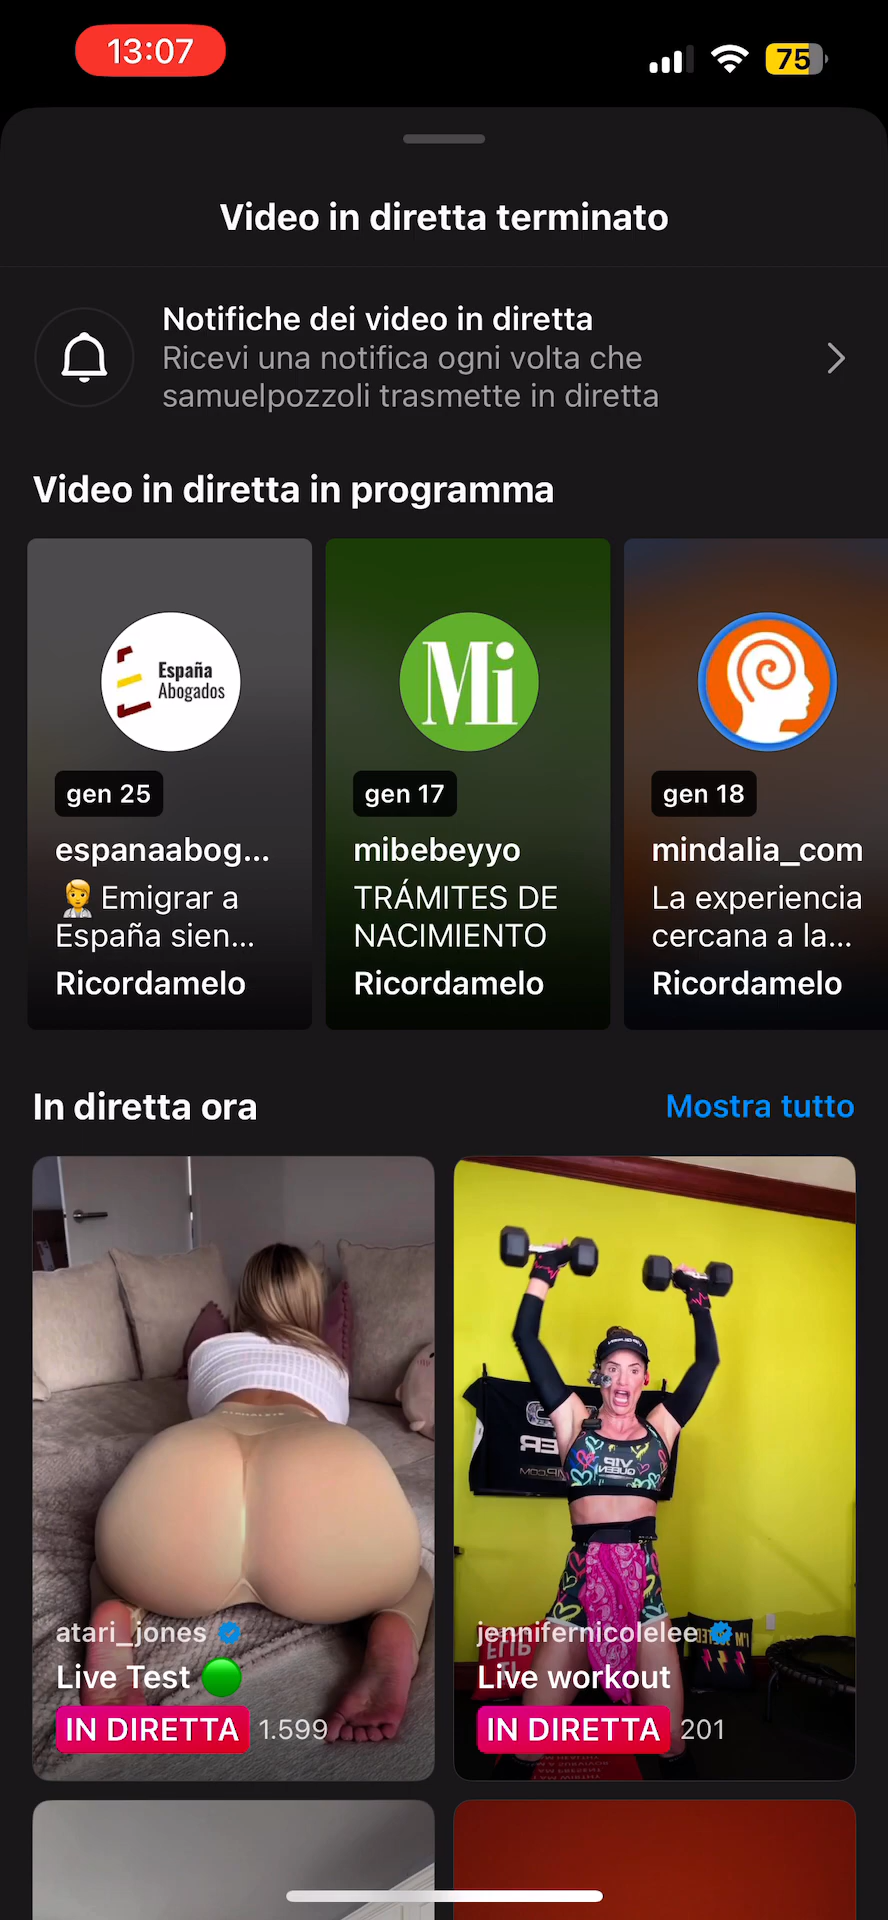 13:07
75
Video in diretta terminato
Notifiche dei video in diretta
Ricevi una notifica ogni volta che
samuelpozzoli trasmette in diretta
Video in diretta in programma
España
Abogados
gen 25
espanaabog...
Emigrar a
España sien...
Ricordamelo
Mi
gen 17
mibebeyyo
TRÁMITES DE
NACIMIENTO
Ricordamelo
gen 18
mindalia_com
La experiencia
cercana a la...
Ricordamelo
In diretta ora
Mostra tutto
atari_jones
Live Test
IN DIRETTA 1.599
VIP
QUEEN
jennifernicolelee
Live workout
IN DIRETTA 201